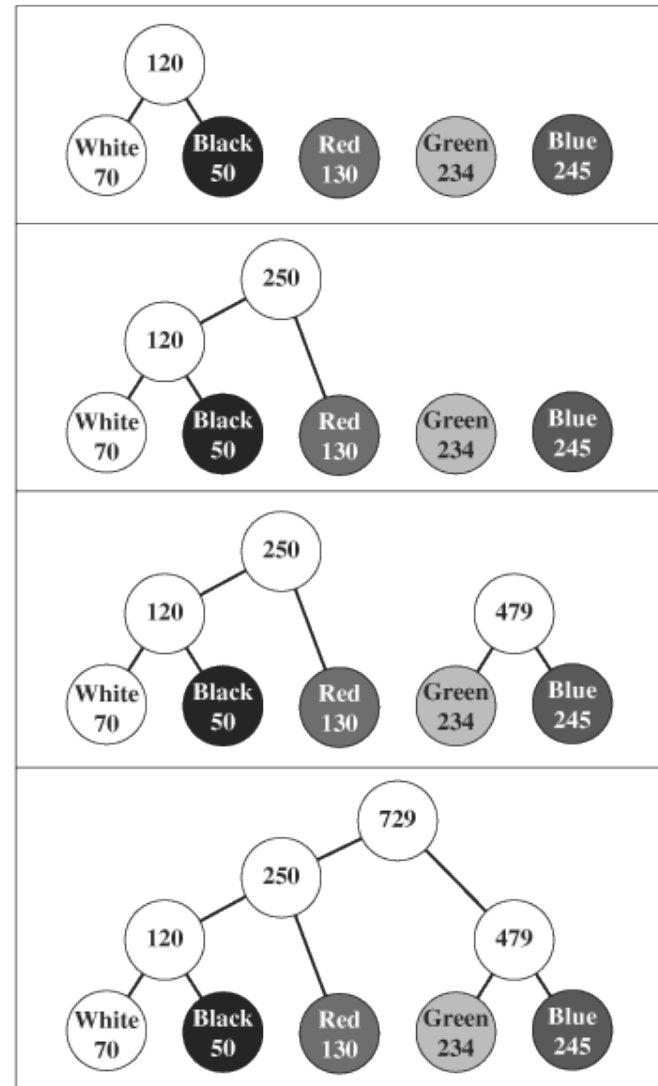 120
White
70
Black
50
Red
130
Green
234
Blue
245
250
120
White
70
Black
50
Red
130
Green
234
Blue
245
250
120
479
White
70
Black
50
Red
130
Green
234
Blue
245
729
250
120
479
White
70
Black
50
Red
130
Green
234
Blue
245